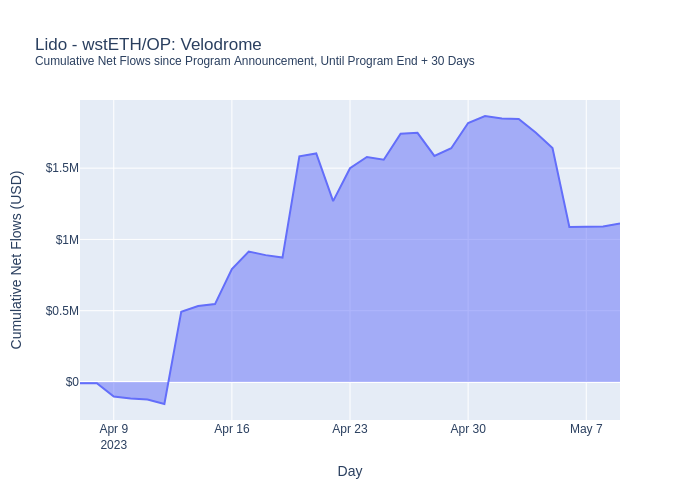 Lido - wstETH/OP: Velodrome
Cumulative Net Flows since Program Announcement, Until Program End + 30 Days
Cumulative Net Flows (USD)
$1.5M
$1M
$0.5M
$0
Apr 9
2023
Apr 16
Apr 23
Apr 30
May 7
Day